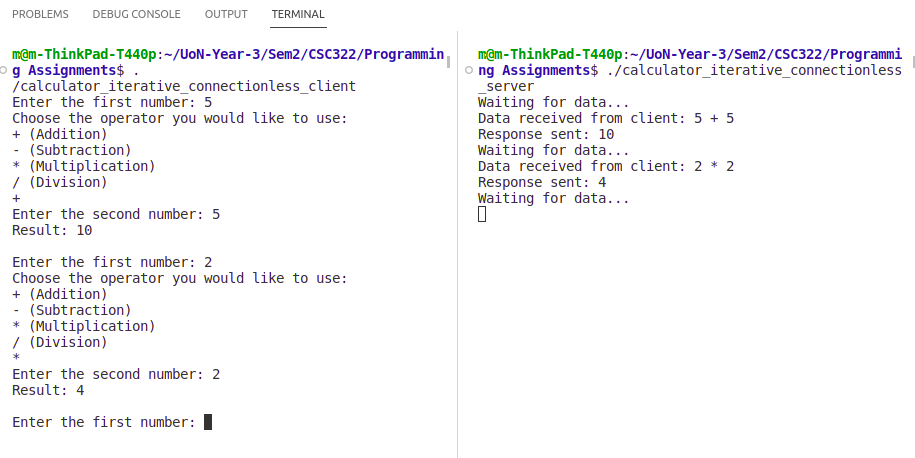 PROBLEMS DEBUG CONSOLE OUTPUT TERMINAL
m@m-ThinkPad-T440p:~/UoN-Year-3/Sem2/CSC322/Programmin
g Assignments$ .
/calculator_iterative_connectionless_client
Enter the first number: 5
Choose the operator you would like to use:
+ (Addition)
- (Subtraction)
* (Multiplication)
/ (Division)
+
Enter the second number: 5
Result: 10
Enter the first number: 2
Choose the operator you would like to use:
+ (Addition)
- (Subtraction)
* (Multiplication)
/ (Division)
*
Enter the second number: 2
Result: 4
Enter the first number:
m@m-ThinkPad-T440p:~/UoN-Year-3/Sem2/CSC322/Programmi
ng Assignments$ ./calculator_iterative_connectionless
_server
Waiting for data...
Data received from client: 5 + 5
Response sent: 10
Waiting for data...
Data received from client: 2 * 2
Response sent: 4
Waiting for data...